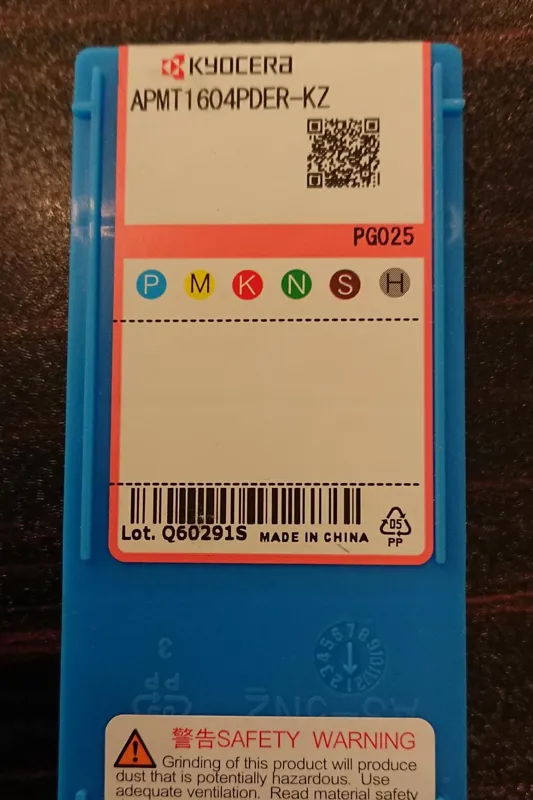 KYOCERA
APMT1604PDER-KZ
PG025
P M K N S H
Lot. Q60291S MADE IN CHINA
05
PP
警告SAFETY WARNING
Grinding of this product will produce
dust that is potentially hazardous. Use
adequate ventilation. Read material safety